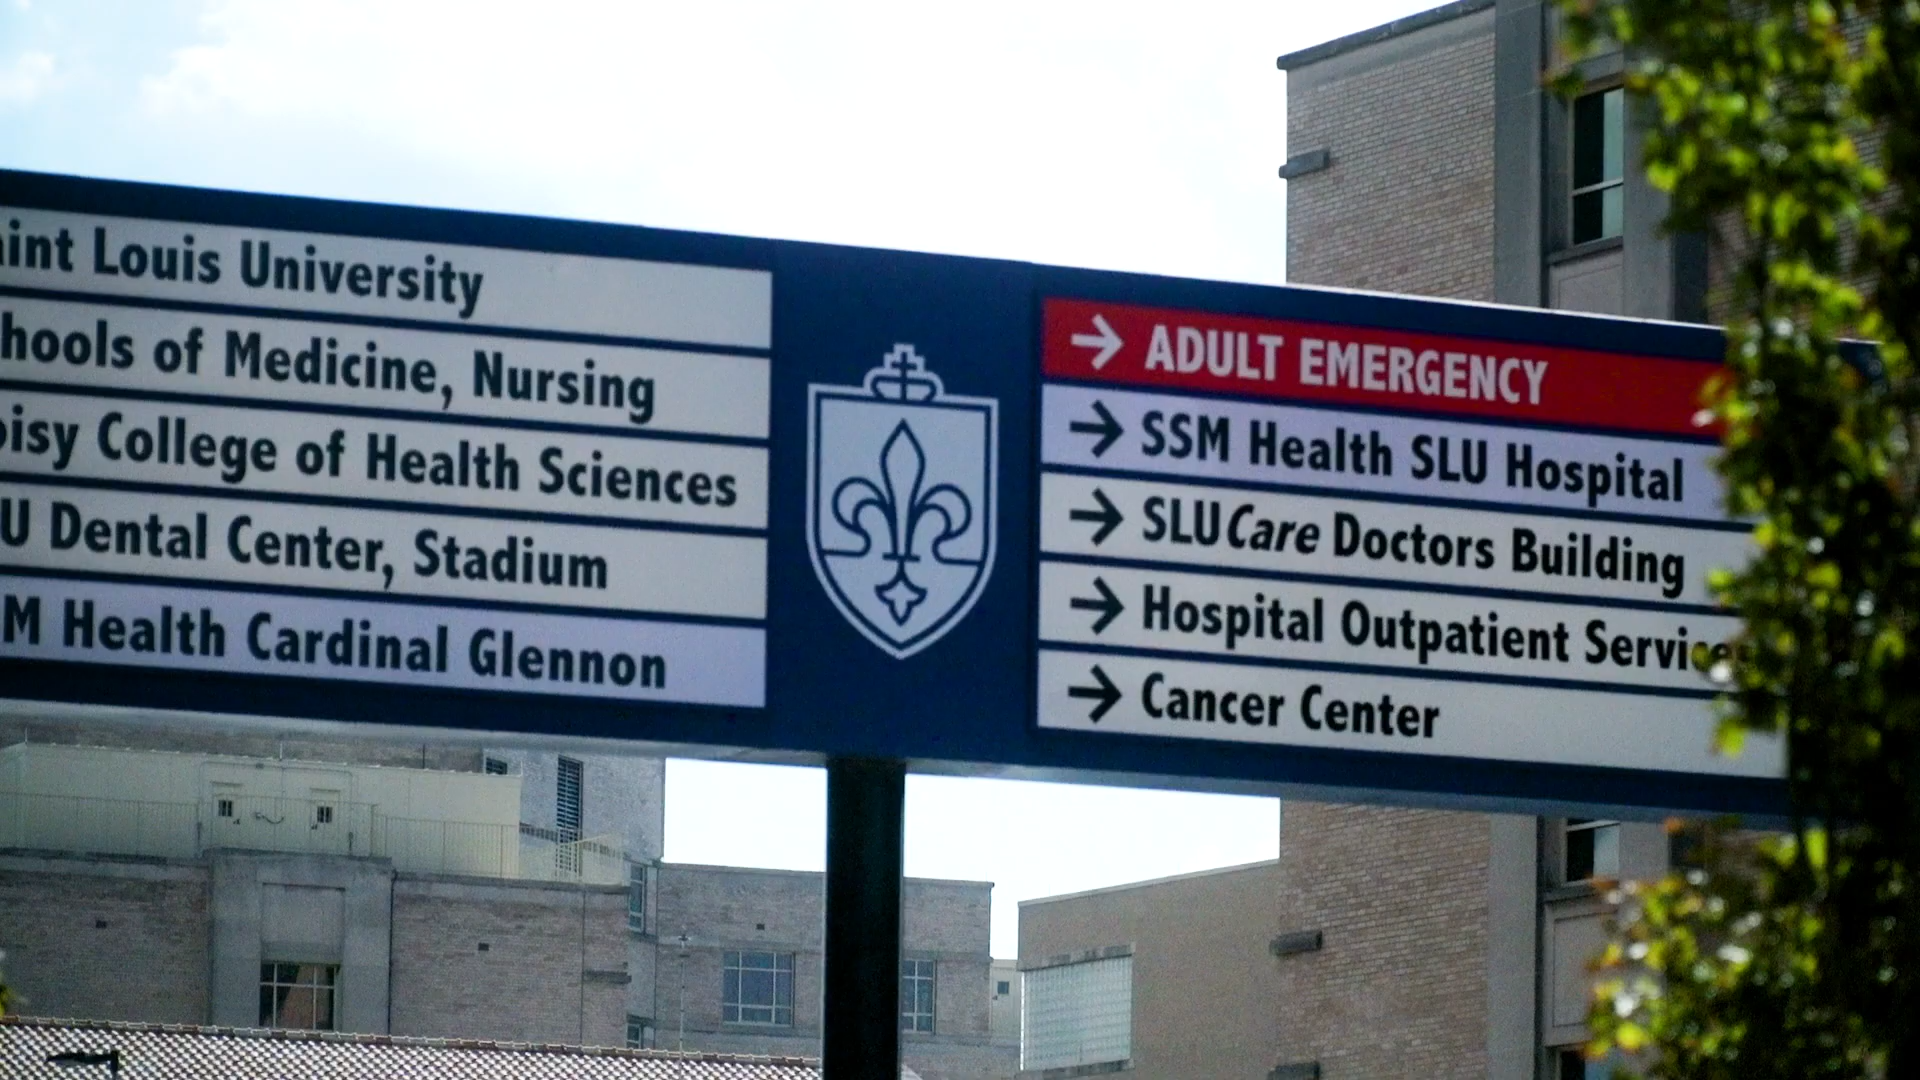 aint Louis University
hools of Medicine, Nursing
oisy College of Health Sciences
U Dental Center, Stadium
M Health Cardinal Glennon
→ ADULT EMERGENCY
→ SSM Health SLU Hospital
→ SLUCare Doctors Building
→ Hospital Outpatient Services
→ Cancer Center